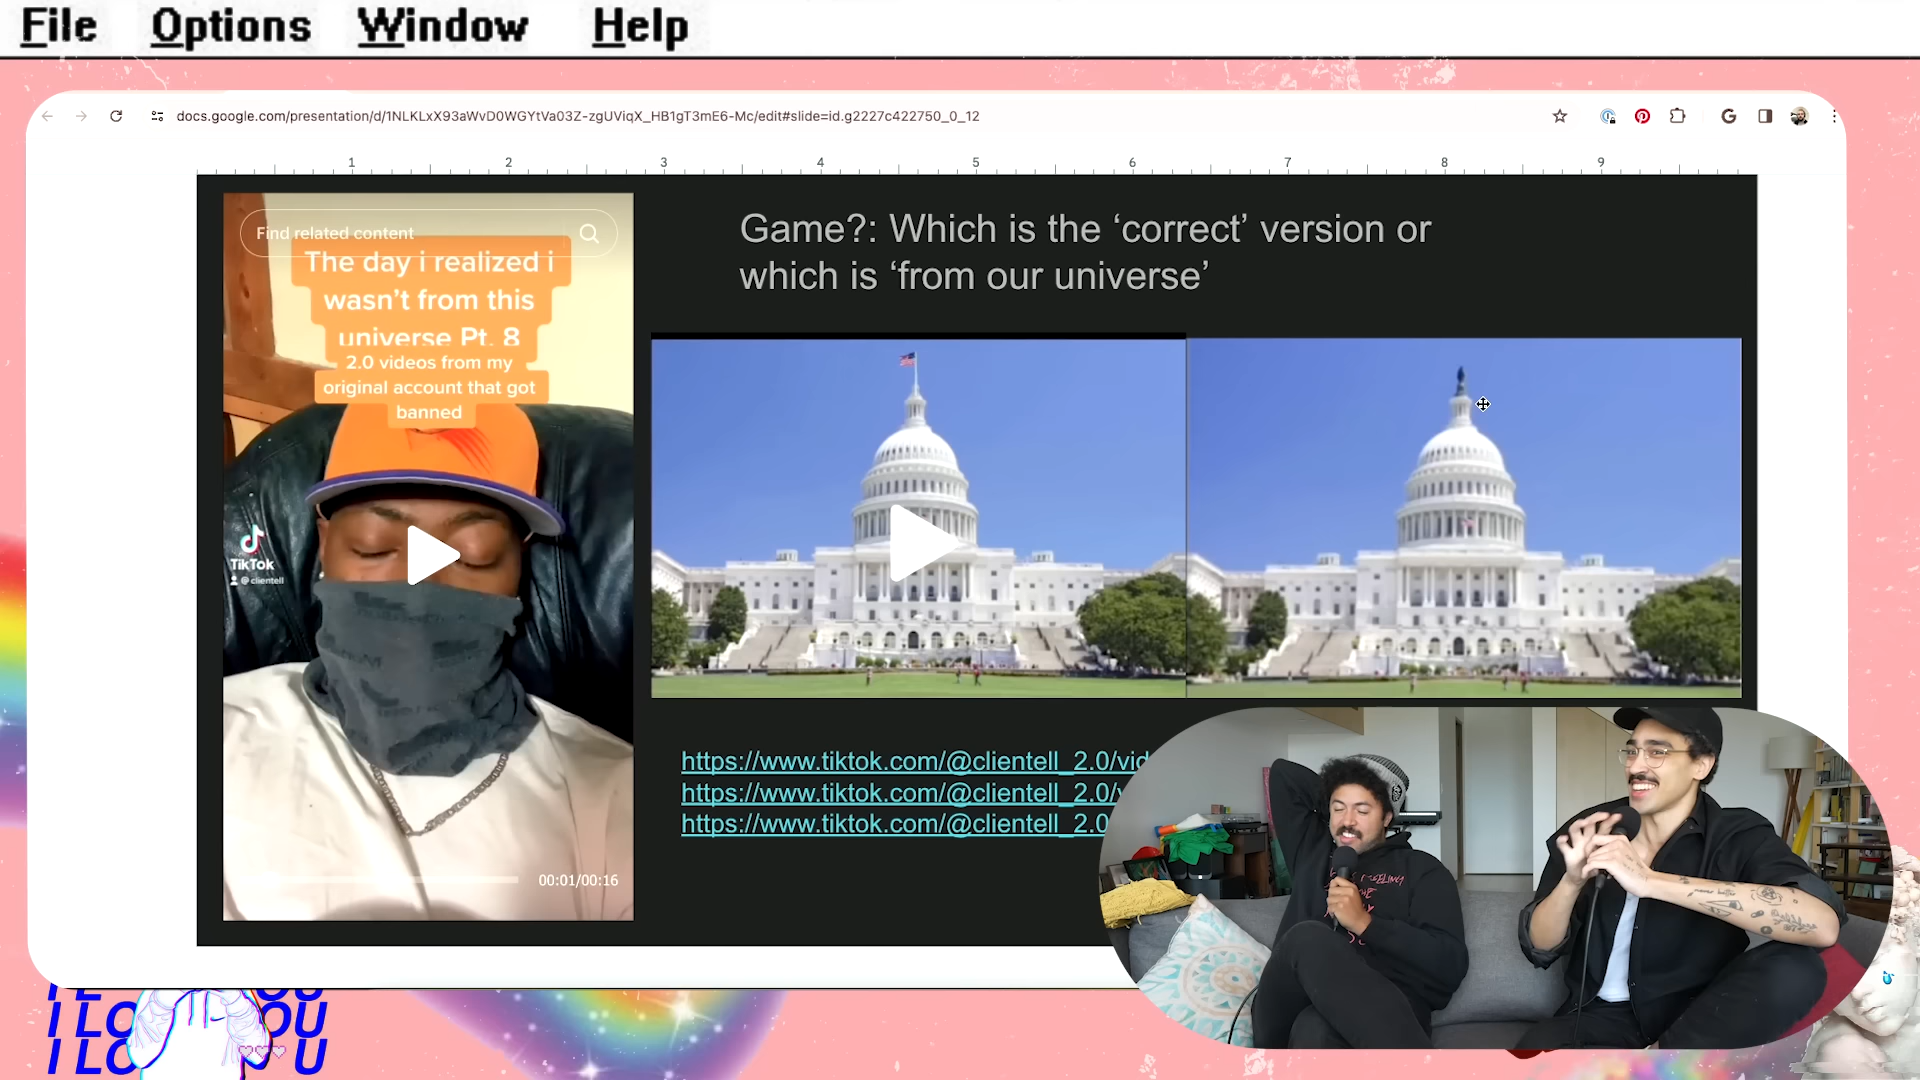 File Options Window Help
docs.google.com/presentation/d/1NLKLxX93aWvD0WGYtVa03Z-zgUViqX_HB1gT3mE6-Mc/edit#slide=id.g2227c422750_0_12
1 2 3 4 5 6 7 8 9
Find related content
The day i realized i
wasn't from this
universe Pt. 8
2.0 videos from my
original account that got
banned
TikTok
@clientell
00:01/00:16
Game?: Which is the ‘correct’ version or
which is ‘from our universe’
https://www.tiktok.com/@clientell_2.0/vid
https://www.tiktok.com/@clientell_2.0/
https://www.tiktok.com/@clientell_2.0
I LO OU
I LO U